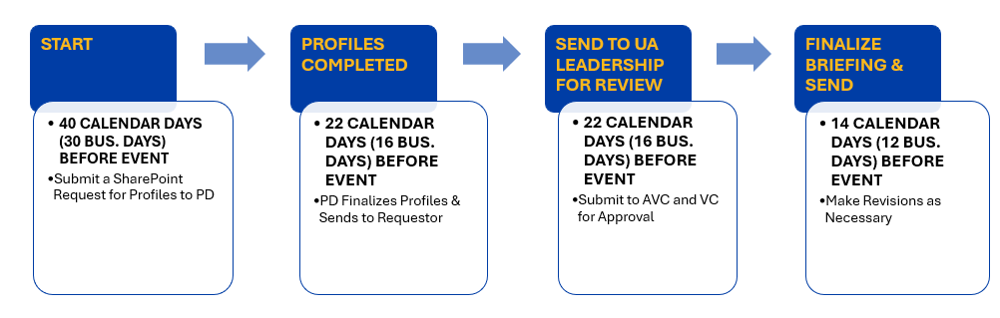 START
• 40 CALENDAR DAYS
(30 BUS. DAYS)
BEFORE EVENT
•Submit a SharePoint
Request for Profiles to PD
PROFILES
COMPLETED
• 22 CALENDAR
DAYS (16 BUS.
DAYS) BEFORE
EVENT
•PD Finalizes Profiles &
Sends to Requestor
SEND TO UA
LEADERSHIP
FOR REVIEW
• 22 CALENDAR
DAYS (16 BUS.
DAYS) BEFORE
EVENT
•Submit to AVC and VC
for Approval
FINALIZE
BRIEFING &
SEND
• 14 CALENDAR
DAYS (12 BUS.
DAYS) BEFORE
EVENT
•Make Revisions as
Necessary